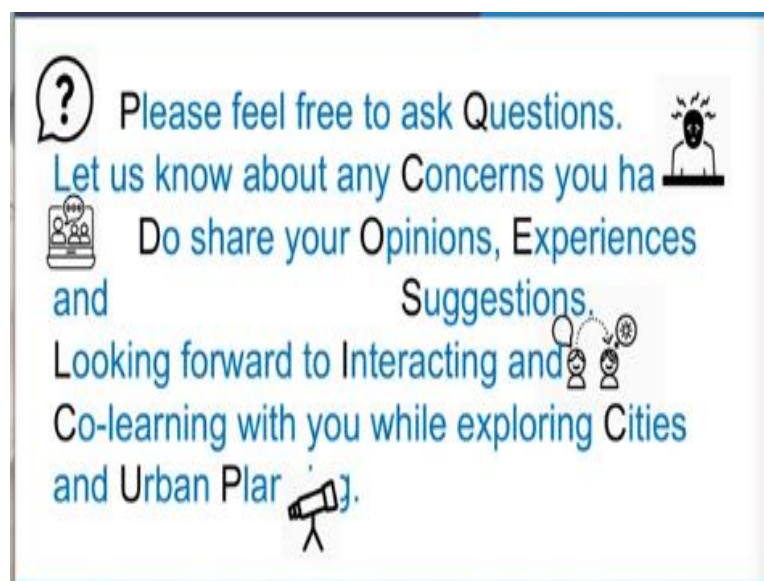 Please feel free to ask Questions.
Let us know about any Concerns you ha
Do share your Opinions, Experiences
and Suggestions.
Looking forward to Interacting and
Co-learning with you while exploring Cities
and Urban